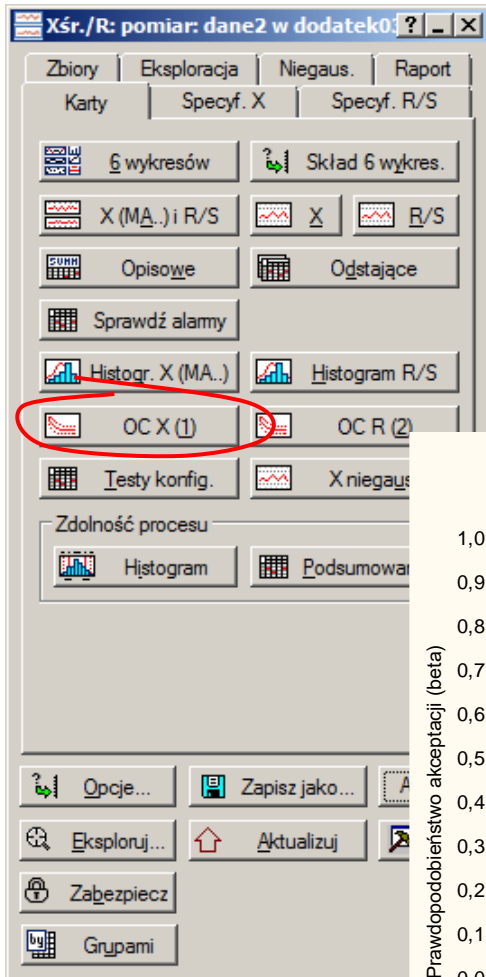 Xśr./R: pomiar: dane2 w dodatek03
Zbiory Eksploracja Niegaus. Raport
Karty Specyf. X Specyf. R/S
6 wykresów Skład 6 wykres.
X (MA..) i R/S X R/S
Opisowe Odstające
Sprawdź alarmy
Histogr. X (MA..) Histogram R/S
OC X (1) OC R (2)
Testy konfig. X niegaus
Zdolność procesu
Histogram Podsumowa
Opcje... Zapisz jako... A
Eksploruj... Aktualizuj
Zabezpiecz
Grupami
Prawdopodobieństwo akceptacji (beta)
1,0
0,9
0,8
0,7
0,6
0,5
0,4
0,3
0,2
0,1
0,0